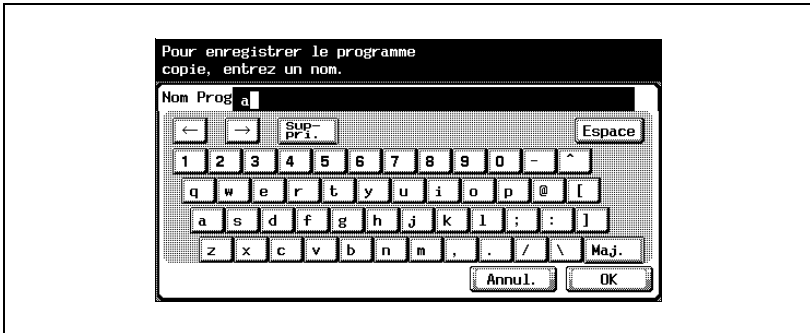 Pour enregistrer le programme
copie, entrez un nom.
Nom Prog a
← → Sup-
pri. Espace
1 2 3 4 5 6 7 8 9 0 - ^
q w e r t y u i o p @ [
a s d f g h j k l ; : ]
z x c v b n m , . / \ Maj.
Annul. OK